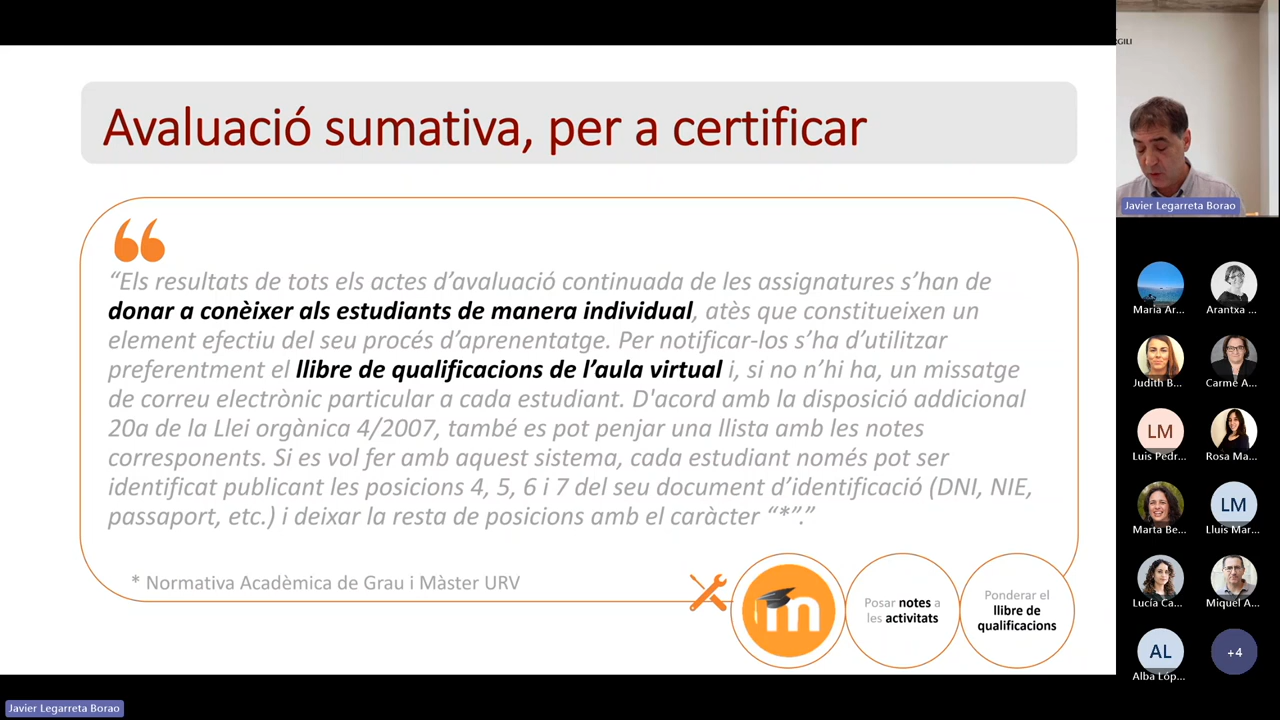 Avaluació sumativa, per a certificar
“Els resultats de tots els actes d’avaluació continuada de les assignatures s’han de
donar a conèixer als estudiants de manera individual, atès que constitueixen un
element efectiu del seu procés d’aprenentatge. Per notificar-los s’ha d’utilitzar
preferentment el llibre de qualificacions de l’aula virtual i, si no n’hi ha, un missatge
de correu electrònic particular a cada estudiant. D'acord amb la disposició addicional
20a de la Llei orgànica 4/2007, també es pot penjar una llista amb les notes
corresponents. Si es vol fer amb aquest sistema, cada estudiant només pot ser
identificat publicant les posicions 4, 5, 6 i 7 del seu document d’identificació (DNI, NIE,
passaport, etc.) i deixar la resta de posicions amb el caràcter “*”.”
* Normativa Acadèmica de Grau i Màster URV
m
Posar notes a
les activitats
Ponderar el
llibre de
qualificacions
GILI
Javier Legarreta Borao
Maria Ar...
Arantxa ...
Judith B...
Carme A...
LM
Luis Pedr...
Rosa Ma...
Marta Be...
LM
Lluis Mar...
Lucía Ca...
Miquel A...
AL
Alba Lóp...
+4
Javier Legarreta Borao